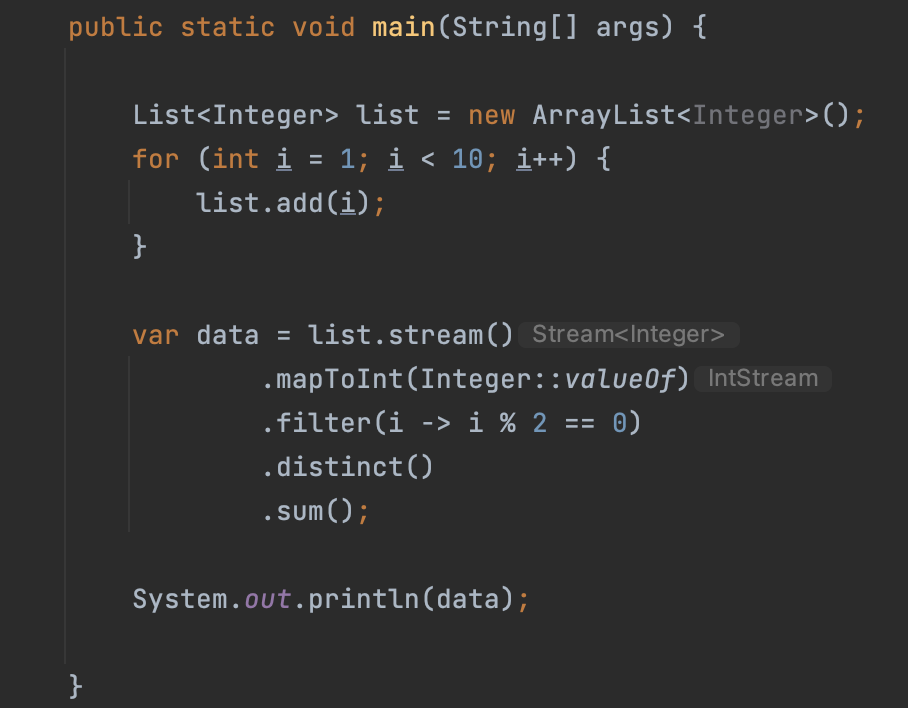 public static void main(String[] args) {
List<Integer> list = new ArrayList<Integer>();
for (int i = 1; i < 10; i++) {
list.add(i);
}
var data = list.stream() Stream<Integer>
.mapToInt(Integer::valueOf) IntStream
.filter(i -> i % 2 == 0)
.distinct()
.sum();
System.out.println(data);
}